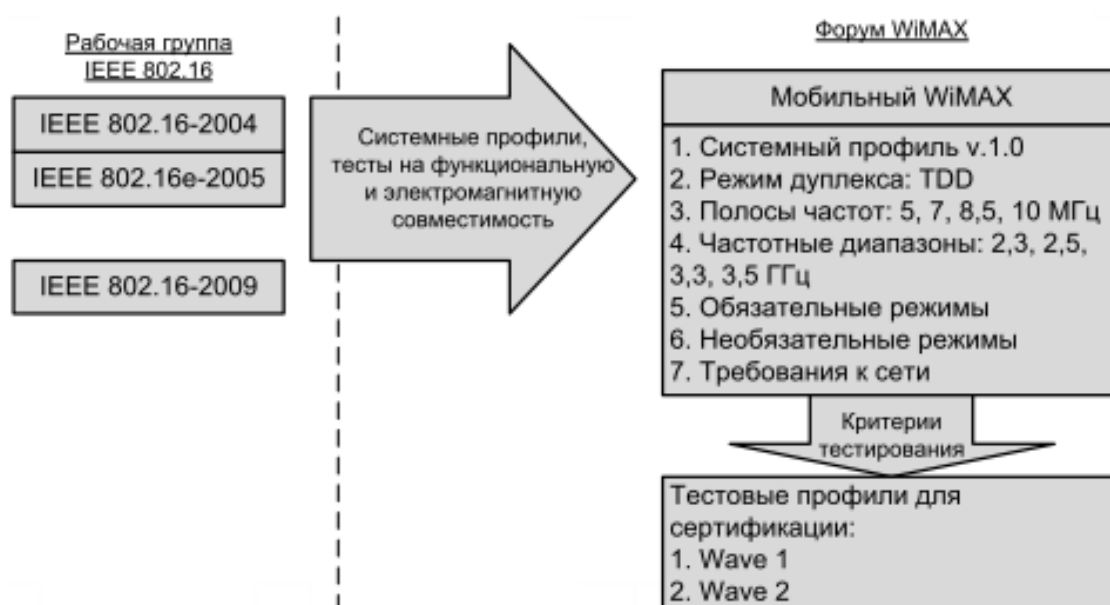 Рабочая группа
IEEE 802.16
IEEE 802.16-2004
IEEE 802.16e-2005
IEEE 802.16-2009
Системные профили,
тесты на функциональную
и электромагнитную
совместимость
Форум WiMAX
Мобильный WiMAX
1. Системный профиль v.1.0
2. Режим дуплекса: TDD
3. Полосы частот: 5, 7, 8,5, 10 МГц
4. Частотные диапазоны: 2,3, 2,5,
3,3, 3,5 ГГц
5. Обязательные режимы
6. Необязательные режимы
7. Требования к сети
Критерии
тестирования
Тестовые профили для
сертификации:
1. Wave 1
2. Wave 2